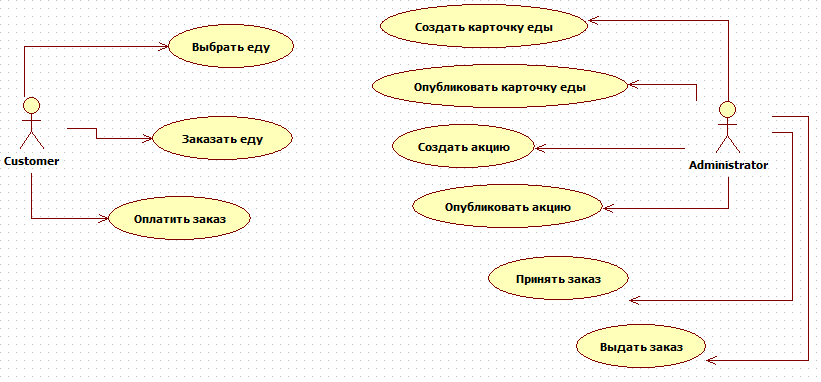 Создать карточку еды
Выбрать еду
Опубликовать карточку еды
Заказать еду
Создать акцию
Customer
Administrator
Опубликовать акцию
Оплатить заказ
Принять заказ
Выдать заказ